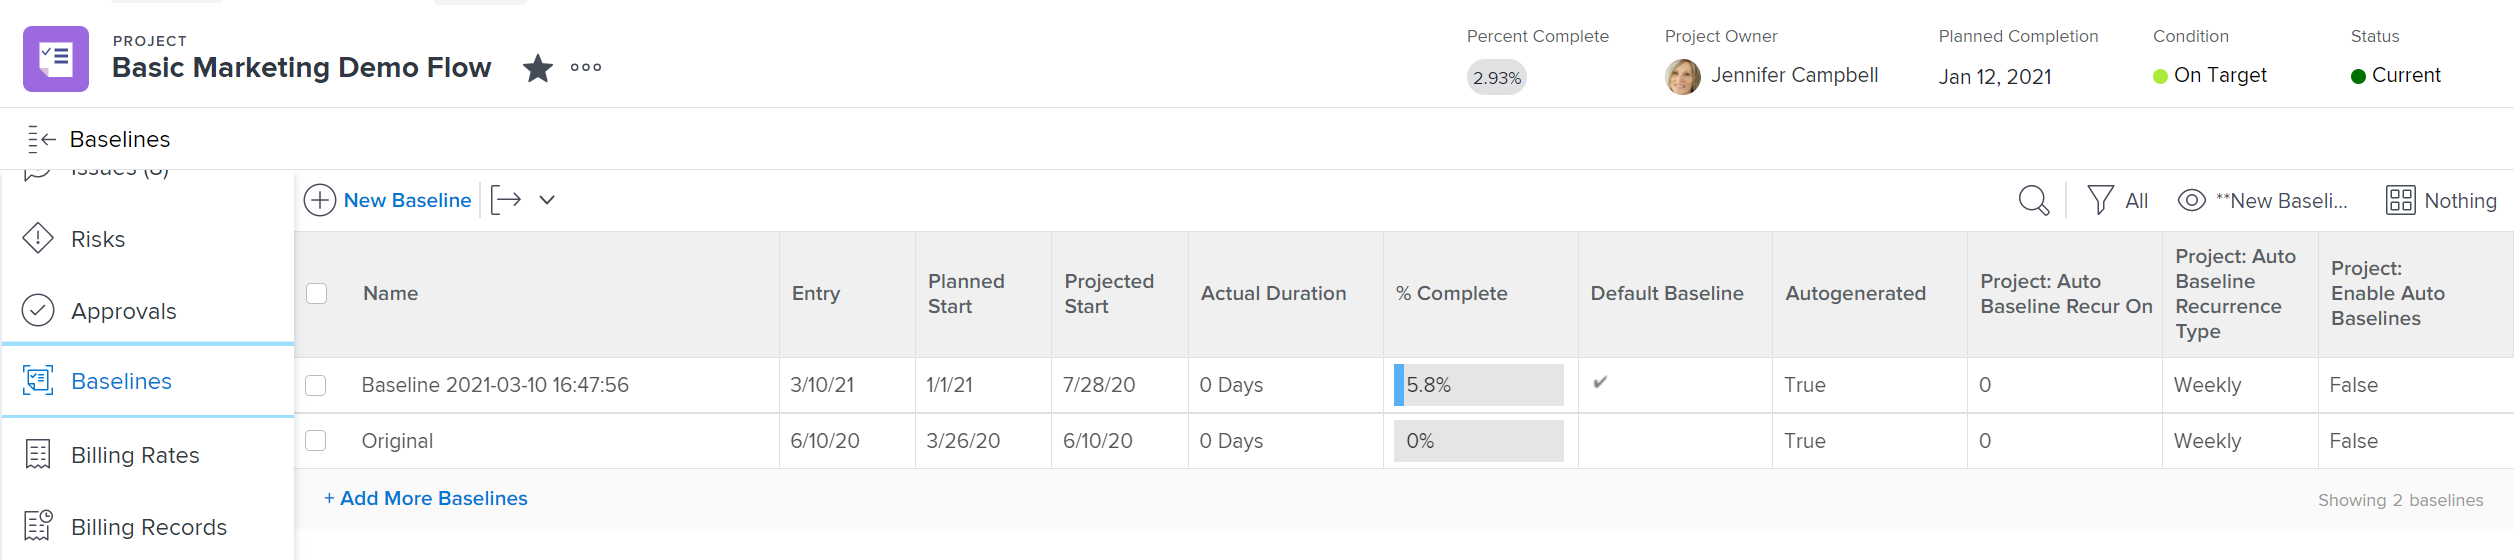 PROJECT
Basic Marketing Demo Flow
Percent Complete
2.93%
Project Owner
Jennifer Campbell
Planned Completion
Jan 12, 2021
Condition
On Target
Status
Current
Baselines
Issues (8)
Risks
Approvals
Baselines
Billing Rates
Billing Records
New Baseline
All
**New Baseli...
Nothing
Name
Entry
Planned
Start
Projected
Start
Actual Duration
% Complete
Default Baseline
Autogenerated
Project: Auto
Baseline Recur On
Project: Auto
Baseline
Recurrence
Type
Project:
Enable Auto
Baselines
Baseline 2021-03-10 16:47:56 3/10/21 1/1/21 7/28/20 0 Days 5.8% ✔ True 0 Weekly False
Original 6/10/20 3/26/20 6/10/20 0 Days 0% True 0 Weekly False
+ Add More Baselines
Showing 2 baselines